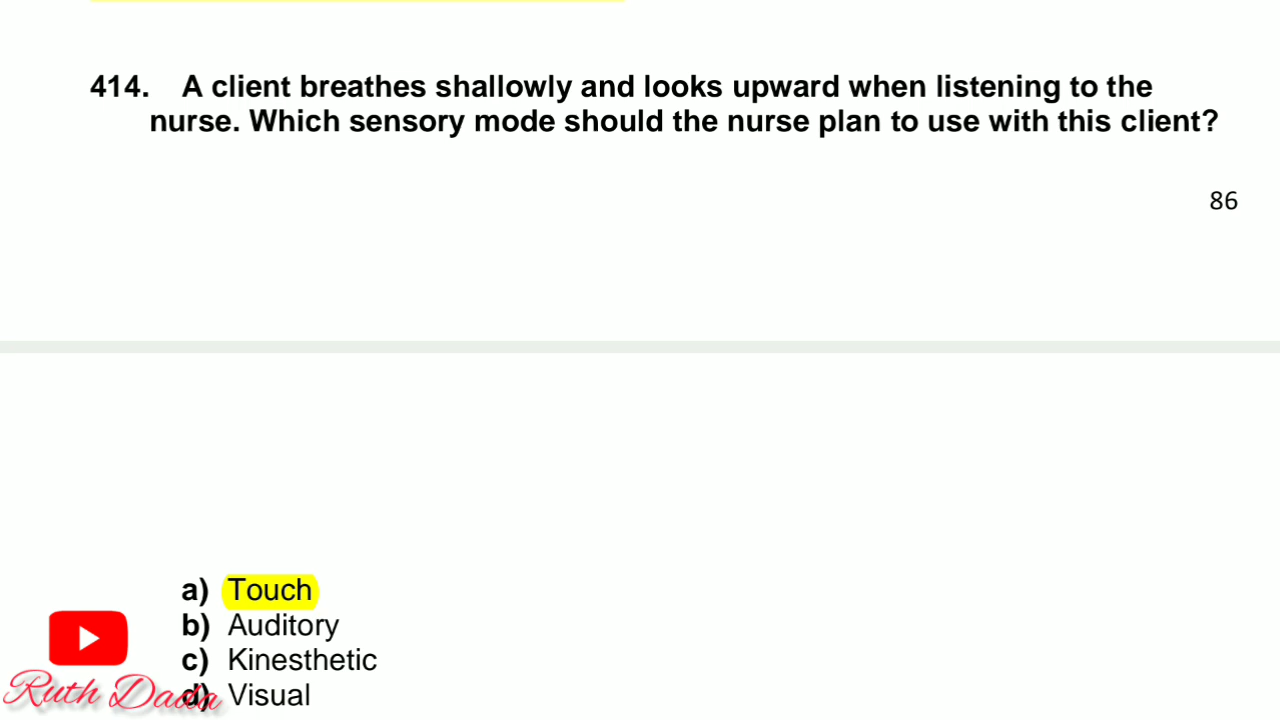 414. A client breathes shallowly and looks upward when listening to the
nurse. Which sensory mode should the nurse plan to use with this client?
86
a) Touch
b) Auditory
c) Kinesthetic
d) Visual
Ruth Dada